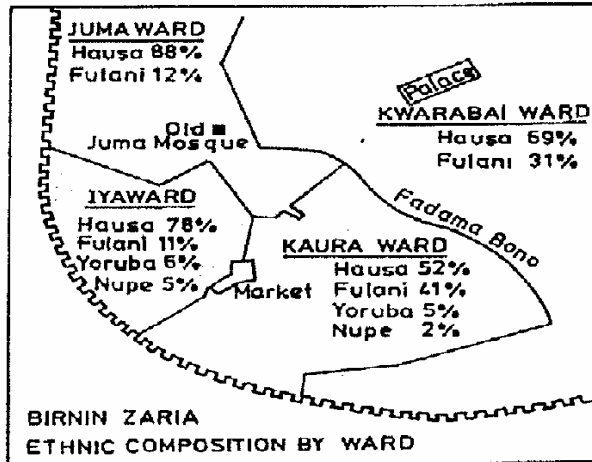 JUMA WARD
Hausa 88%
Fulani 12%
Old
Juma Mosque
Palace
KWARABAI WARD
Hausa 69%
Fulani 31%
IYAWARD
Hausa 78%
Fulani 11%
Yoruba 6%
Nupe 5%
Fadama Bono
KAURA WARD
Hausa 52%
Fulani 41%
Yoruba 5%
Nupe 2%
Market
BIRNIN ZARIA
ETHNIC COMPOSITION BY WARD